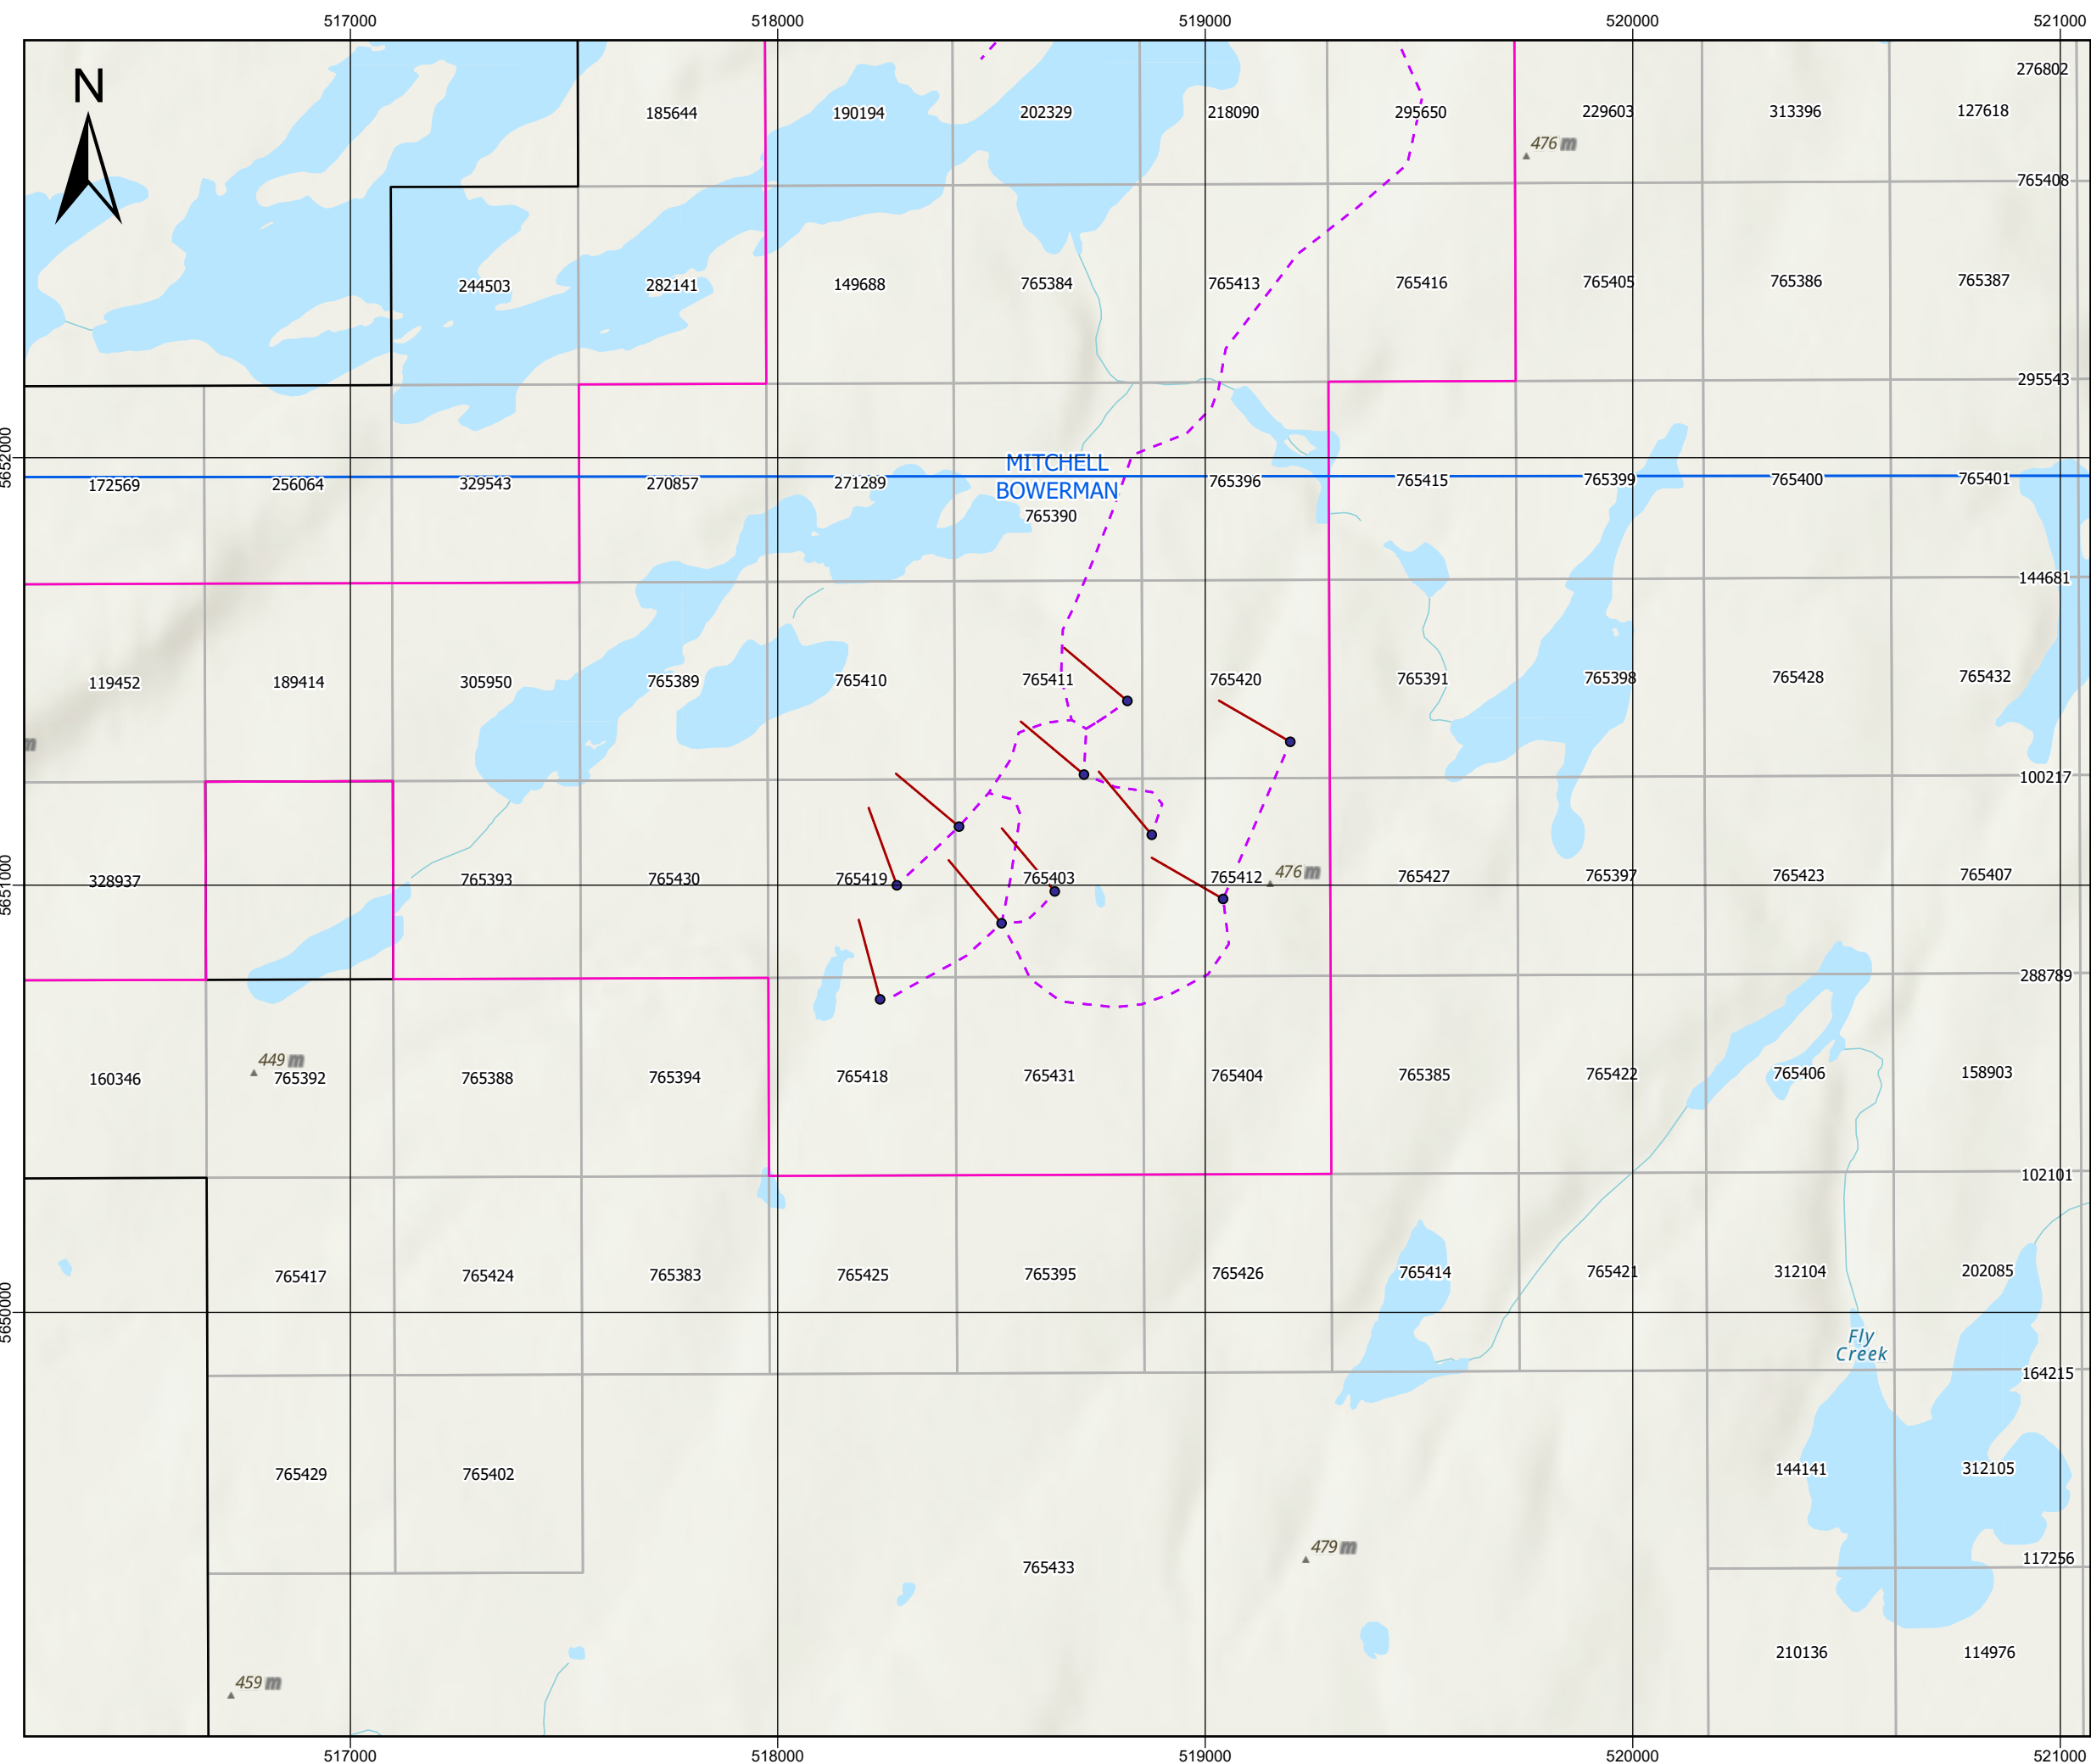 517000 518000 519000 520000 521000
N
276802
185644 190194 202329 218090 295650 229603 313396 127618
476 m
765408
244503 282141 149688 765384 765413 765416 765405 765386 765387
295543
5652000
MITCHELL
BOWERMAN
172569 256064 329543 270857 271289 765396 765415 765399 765400 765401
765390
144681
119452 189414 305950 765389 765410 765411 765420 765391 765398 765428 765432
m
100217
5651000
476 m
328937 765393 765430 765419 765403 765412 765427 765397 765423 765407
288789
449 m
160346 765392 765388 765394 765418 765431 765404 765385 765422 765406 158903
102101
765417 765424 765383 765425 765395 765426 765414 765421 312104 202085
5650000
Fly
Creek
164215
765429 765402 144141 312105
479 m
117256
765433
210136 114976
459 m
517000 518000 519000 520000 521000